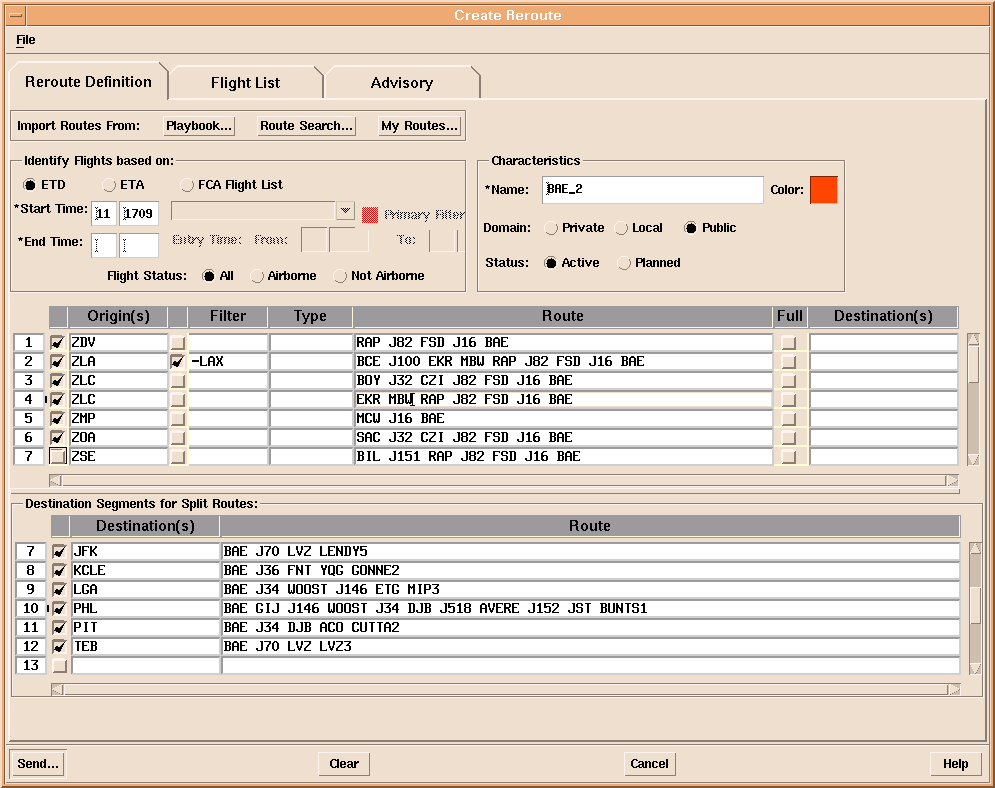 Create Reroute
File
Reroute Definition Flight List Advisory
Import Routes From: Playbook... Route Search... My Routes...
Identify Flights based on:
ETD ETA FCA Flight List
*Start Time: 11 1709 Primary Filter
*End Time: Entry Time: From: To:
Flight Status: All Airborne Not Airborne
Characteristics
*Name: BAE_2 Color:
Domain: Private Local Public
Status: Active Planned
Origin(s) Filter Type Route Full Destination(s)
1 ZDV RAP J82 FSD J16 BAE
2 ZLA -LAX BCE J100 EKR MBW RAP J82 FSD J16 BAE
3 ZLC BOY J32 CZI J82 FSD J16 BAE
4 ZLC EKR MBW RAP J82 FSD J16 BAE
5 ZMP MCW J16 BAE
6 ZOA SAC J32 CZI J82 FSD J16 BAE
7 ZSE BIL J151 RAP J82 FSD J16 BAE
Destination Segments for Split Routes:
Destination(s) Route
7 JFK BAE J70 LVZ LENDY5
8 KCLE BAE J36 FNT YQG GONNE2
9 LGA BAE J34 WOOST J146 ETG MIP3
10 PHL BAE GIJ J146 WOOST J34 DJB J518 AVERE J152 JST BUNTS1
11 PIT BAE J34 DJB ACO CUTTA2
12 TEB BAE J70 LVZ LVZ3
13
Send... Clear Cancel Help